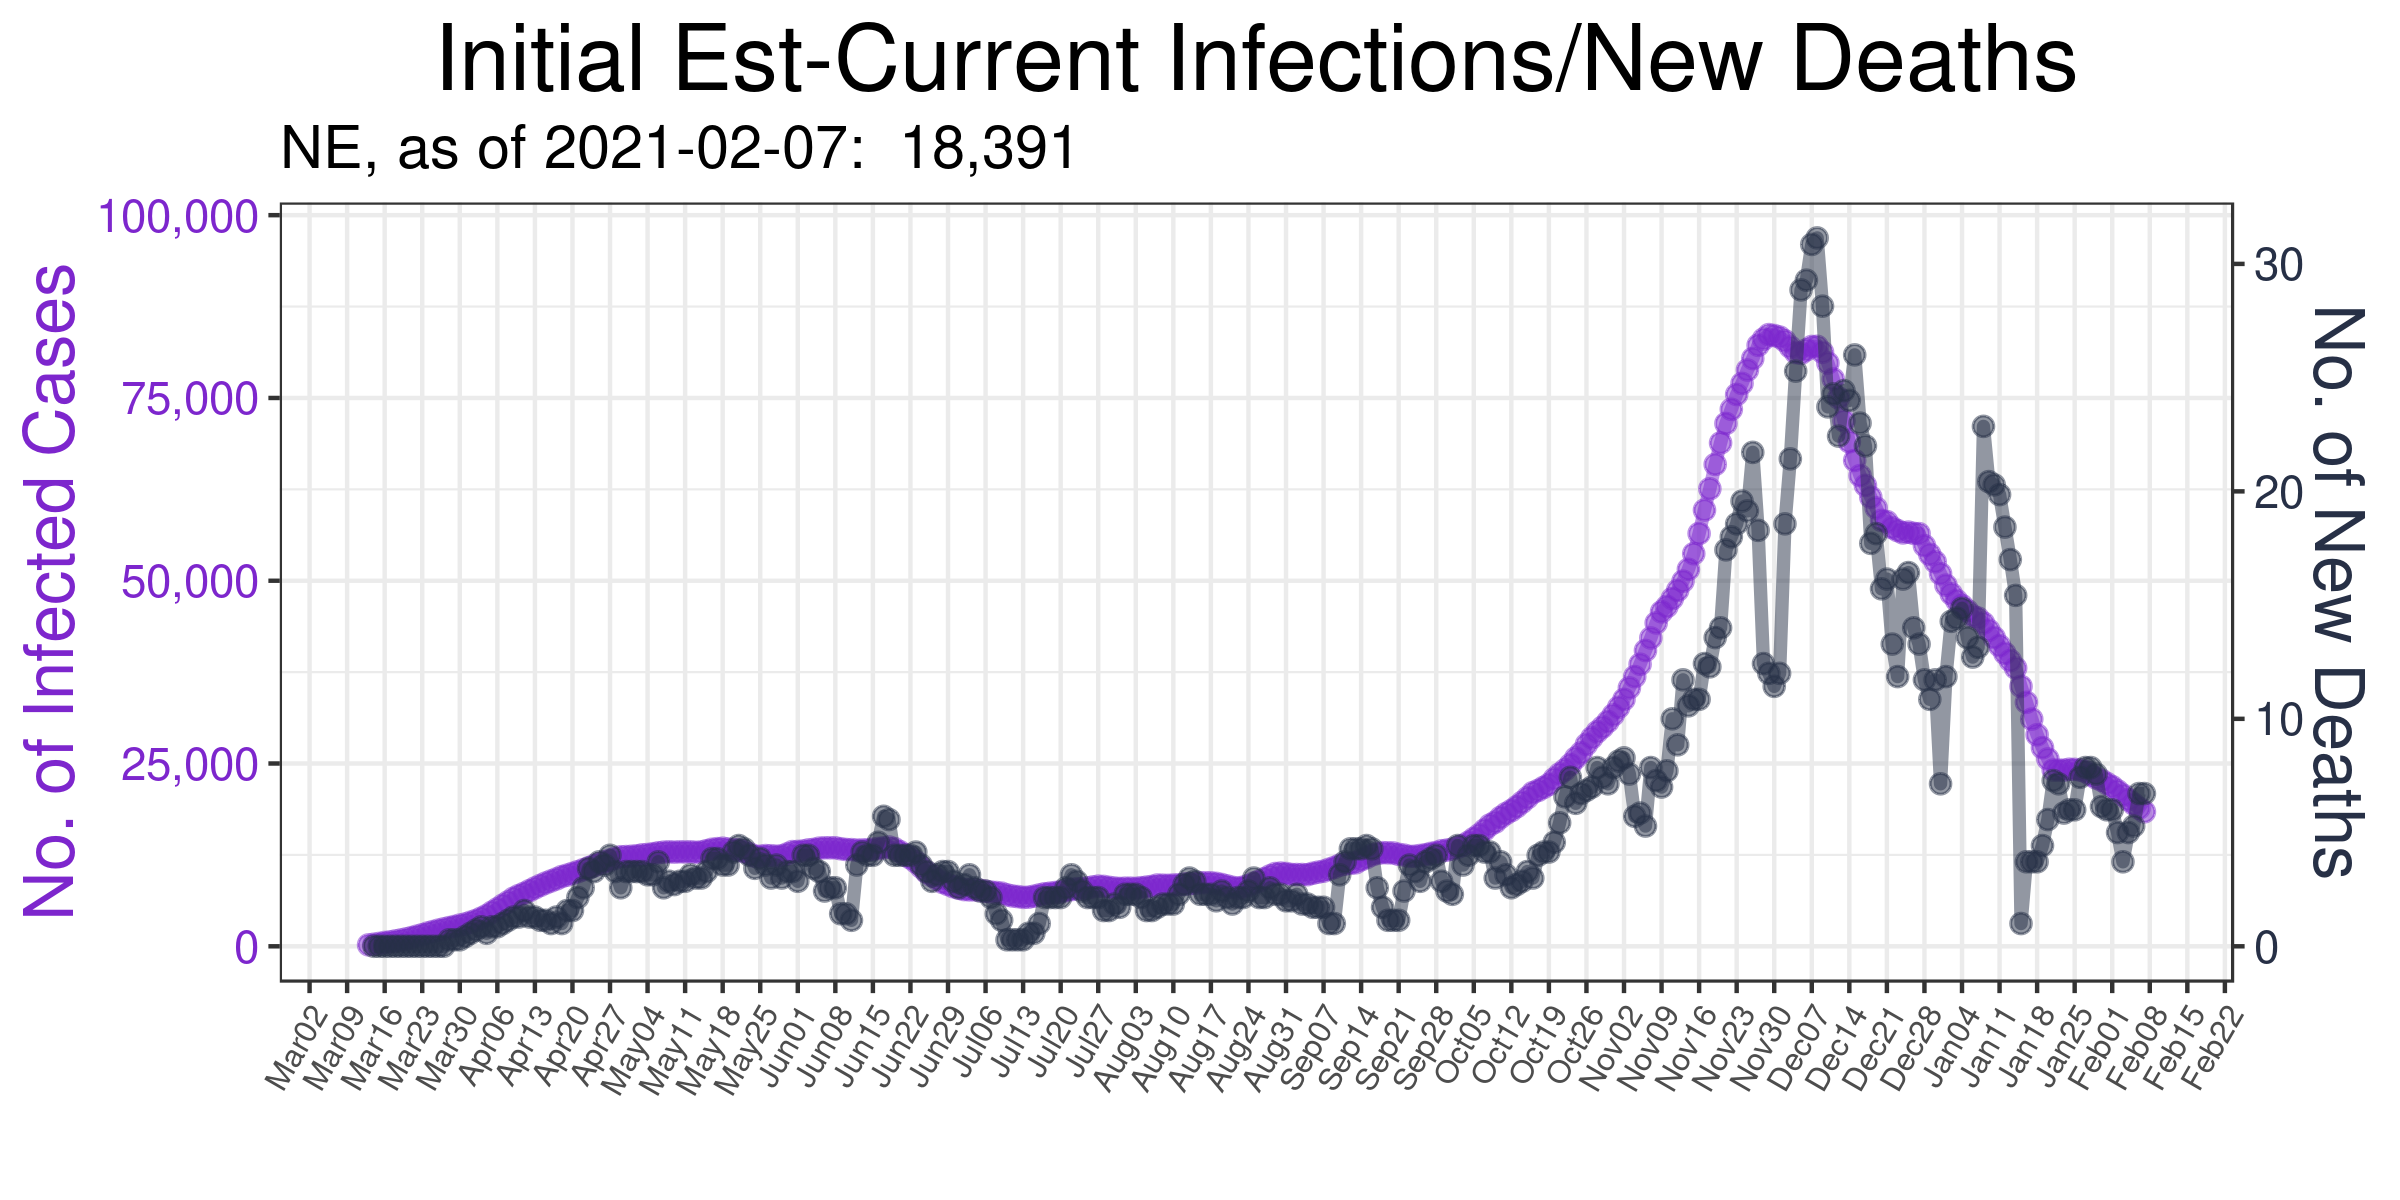 Initial Est-Current Infections/New Deaths
NE, as of 2021-02-07:  18,391
No. of Infected Cases
100,000
75,000
50,000
25,000
0
30
20
10
0
No. of New Deaths
Mar02
Mar09
Mar16
Mar23
Mar30
Apr06
Apr13
Apr20
Apr27
May04
May11
May18
May25
Jun01
Jun08
Jun15
Jun22
Jun29
Jul06
Jul13
Jul20
Jul27
Aug03
Aug10
Aug17
Aug24
Aug31
Sep07
Sep14
Sep21
Sep28
Oct05
Oct12
Oct19
Oct26
Nov02
Nov09
Nov16
Nov23
Nov30
Dec07
Dec14
Dec21
Dec28
Jan04
Jan11
Jan18
Jan25
Feb01
Feb08
Feb15
Feb22